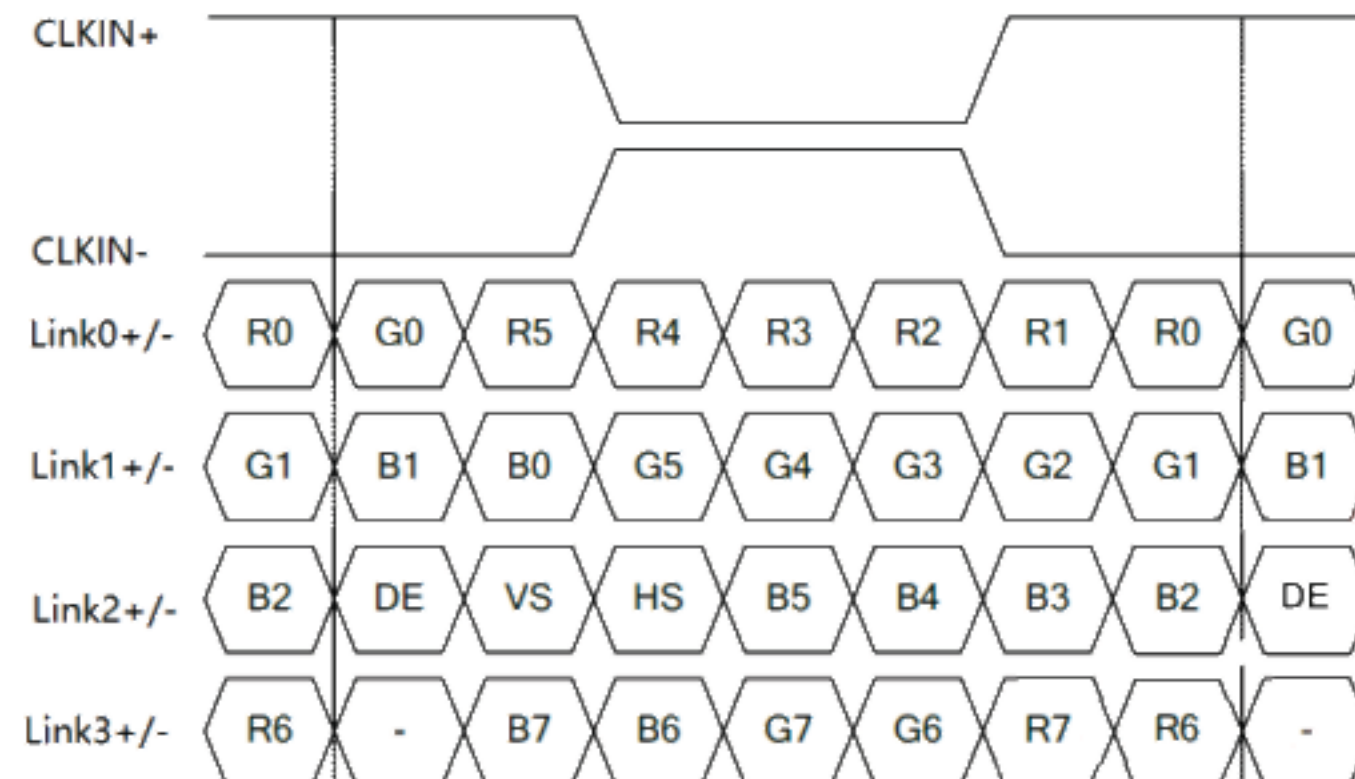 CLKIN+
CLKIN-
Link0+/- R0 G0 R5 R4 R3 R2 R1 R0 G0
Link1+/- G1 B1 B0 G5 G4 G3 G2 G1 B1
Link2+/- B2 DE VS HS B5 B4 B3 B2 DE
Link3+/- R6 - B7 B6 G7 G6 R7 R6 -